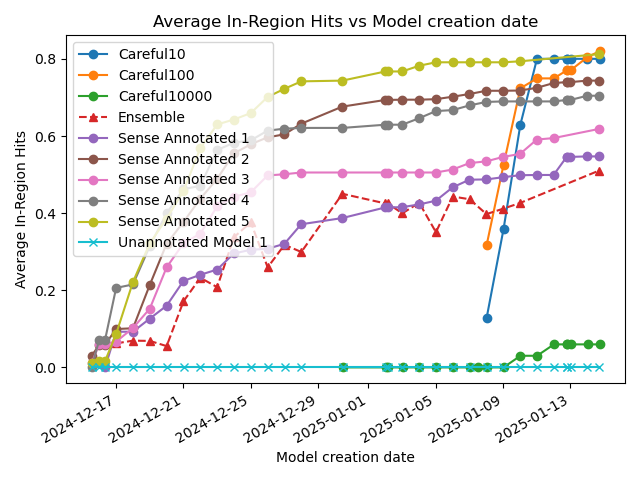 Average In-Region Hits vs Model creation date
Careful10
Careful100
Careful10000
Ensemble
Sense Annotated 1
Sense Annotated 2
Sense Annotated 3
Sense Annotated 4
Sense Annotated 5
Unannotated Model 1
0.8
0.6
0.4
0.2
0.0
Average In-Region Hits
2024-12-17
2024-12-21
2024-12-25
2024-12-29
2025-01-01
2025-01-05
2025-01-09
2025-01-13
Model creation date